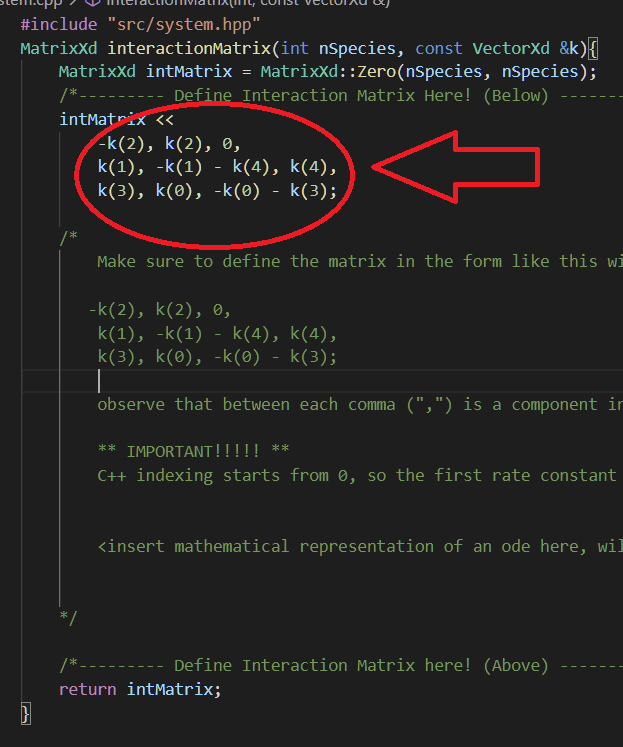 system.cpp > interactionMatrix(int, const VectorXd &)
#include "src/system.hpp"
MatrixXd interactionMatrix(int nSpecies, const VectorXd &k){
MatrixXd intMatrix = MatrixXd::Zero(nSpecies, nSpecies);
/*--------- Define Interaction Matrix Here! (Below) -------
intMatrix <<
-k(2), k(2), 0,
k(1), -k(1) - k(4), k(4),
k(3), k(0), -k(0) - k(3);
/*
Make sure to define the matrix in the form like this wi
-k(2), k(2), 0,
k(1), -k(1) - k(4), k(4),
k(3), k(0), -k(0) - k(3);
observe that between each comma (",") is a component in
** IMPORTANT!!!!! **
C++ indexing starts from 0, so the first rate constant
<insert mathematical representation of an ode here, wil
*/
/*--------- Define Interaction Matrix here! (Above) -------
return intMatrix;
}